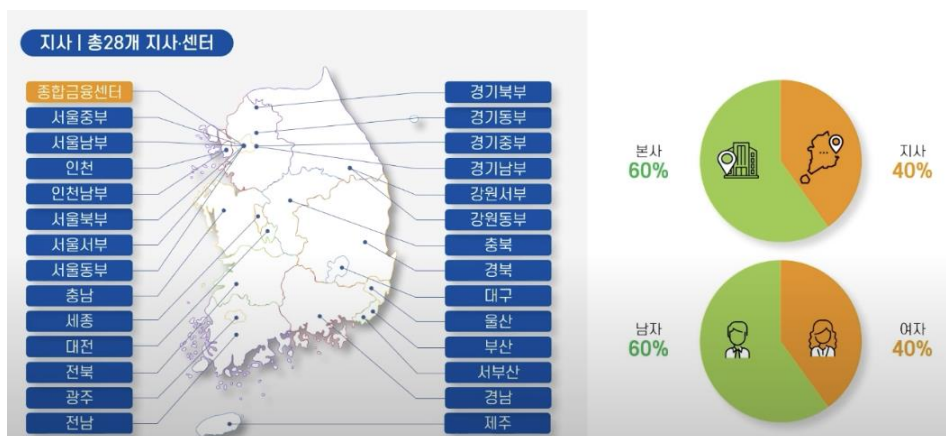 지사 | 총28개 지사·센터
종합금융센터
서울중부
서울남부
인천
인천남부
서울북부
서울서부
서울동부
충남
세종
대전
전북
광주
전남
경기북부
경기동부
경기중부
경기남부
강원서부
강원동부
충북
경북
대구
울산
부산
서부산
경남
제주
본사
60%
지사
40%
남자
60%
여자
40%